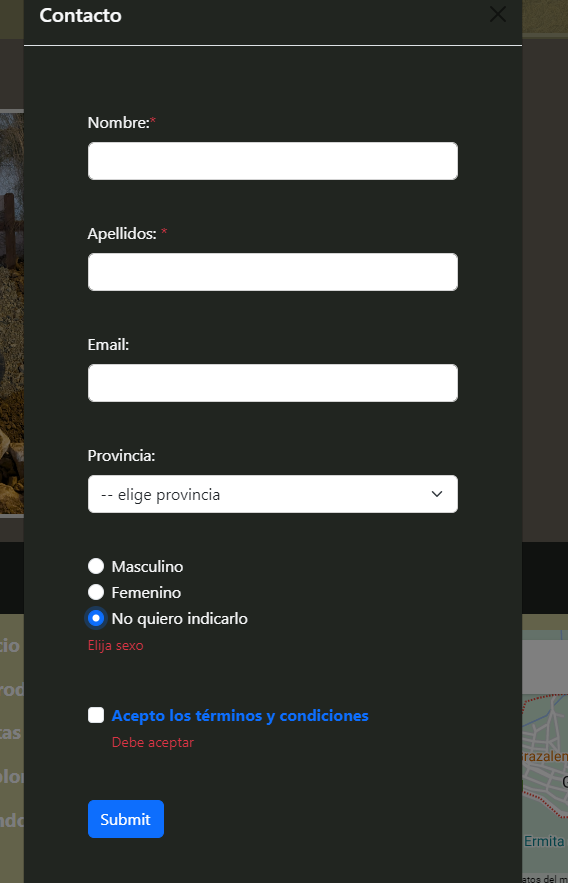 Contacto
Nombre:*
Apellidos: *
Email:
Provincia:
-- elige provincia
Masculino
Femenino
No quiero indicarlo
Elija sexo
Acepto los términos y condiciones
Debe aceptar
Submit
Ermita